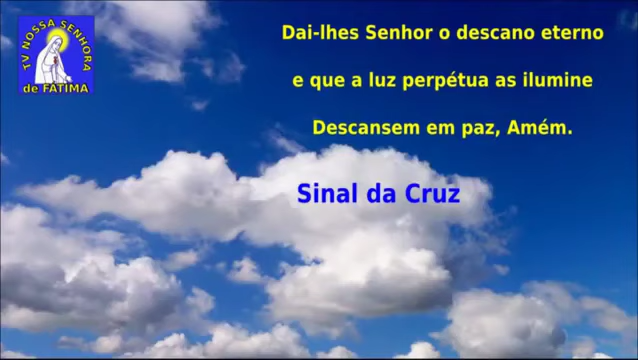 TV NOSSA SENHORA
de FÁTIMA
Dai-lhes Senhor o descano eterno
e que a luz perpétua as ilumine
Descansem em paz, Amém.
Sinal da Cruz